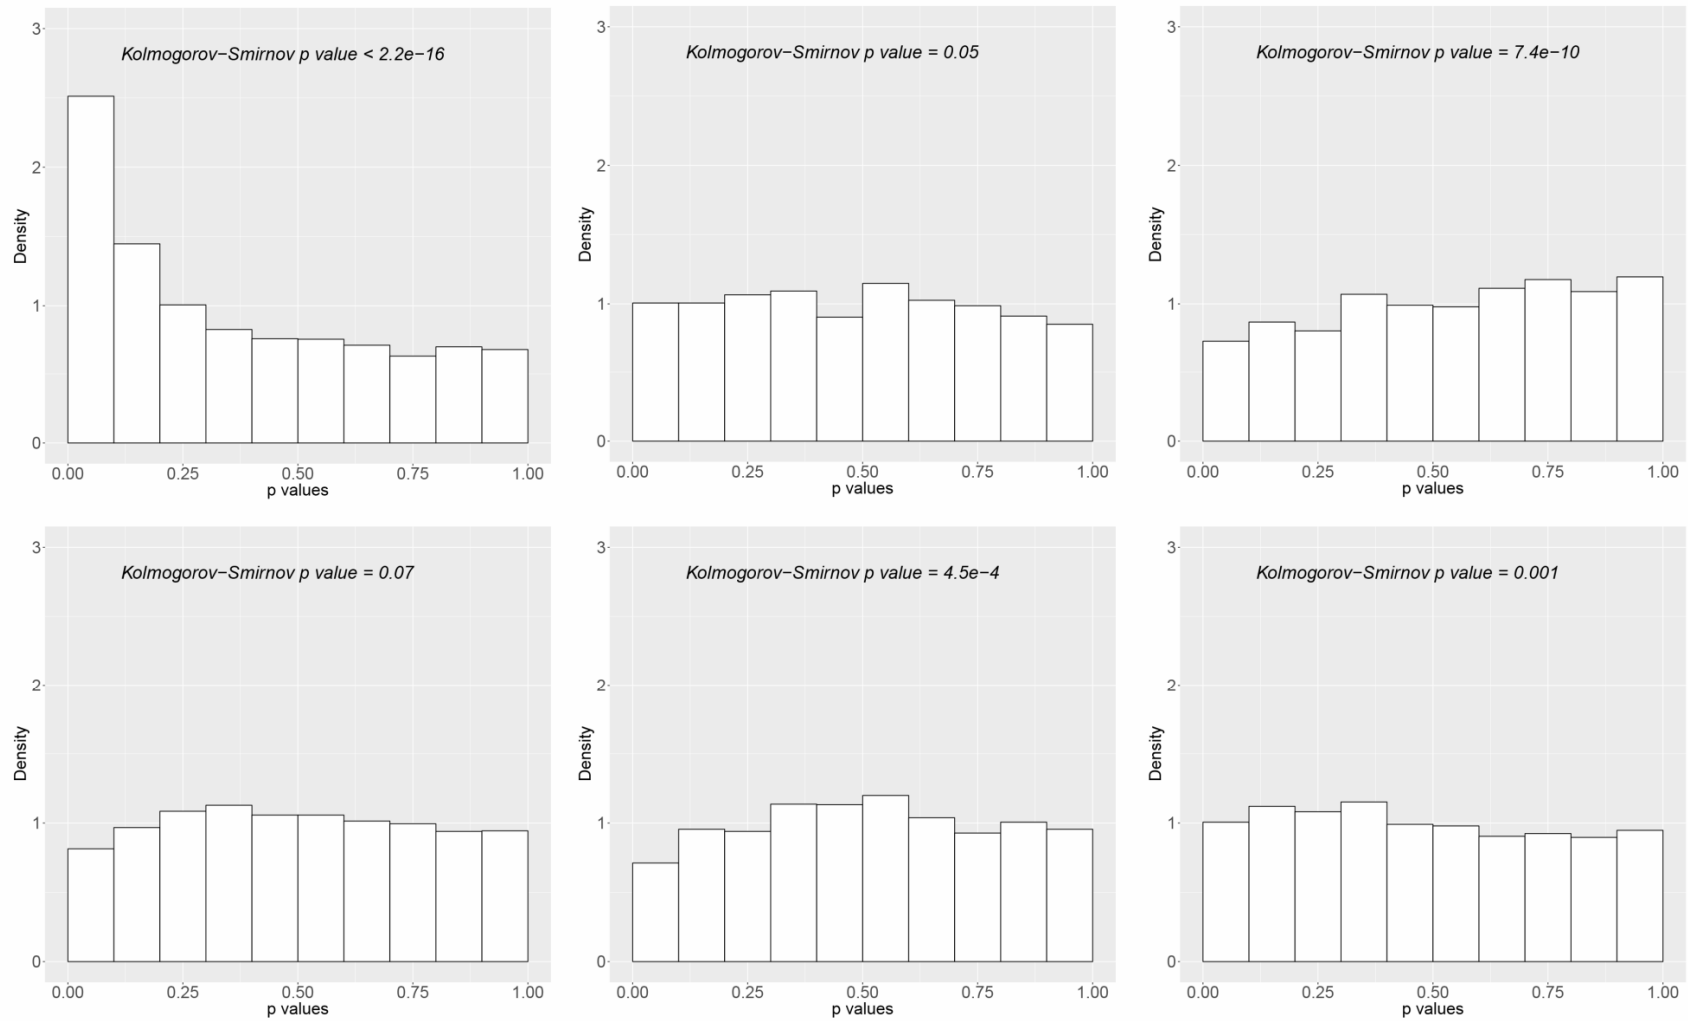 Kolmogorov−Smirnov p value < 2.2e−16
3
2
1
0
Density
0.00 0.25 0.50 0.75 1.00
p values
Kolmogorov−Smirnov p value = 0.05
3
2
1
0
Density
0.00 0.25 0.50 0.75 1.00
p values
Kolmogorov−Smirnov p value = 7.4e−10
3
2
1
0
Density
0.00 0.25 0.50 0.75 1.00
p values
Kolmogorov−Smirnov p value = 0.07
3
2
1
0
Density
0.00 0.25 0.50 0.75 1.00
p values
Kolmogorov−Smirnov p value = 4.5e−4
3
2
1
0
Density
0.00 0.25 0.50 0.75 1.00
p values
Kolmogorov−Smirnov p value = 0.001
3
2
1
0
Density
0.00 0.25 0.50 0.75 1.00
p values